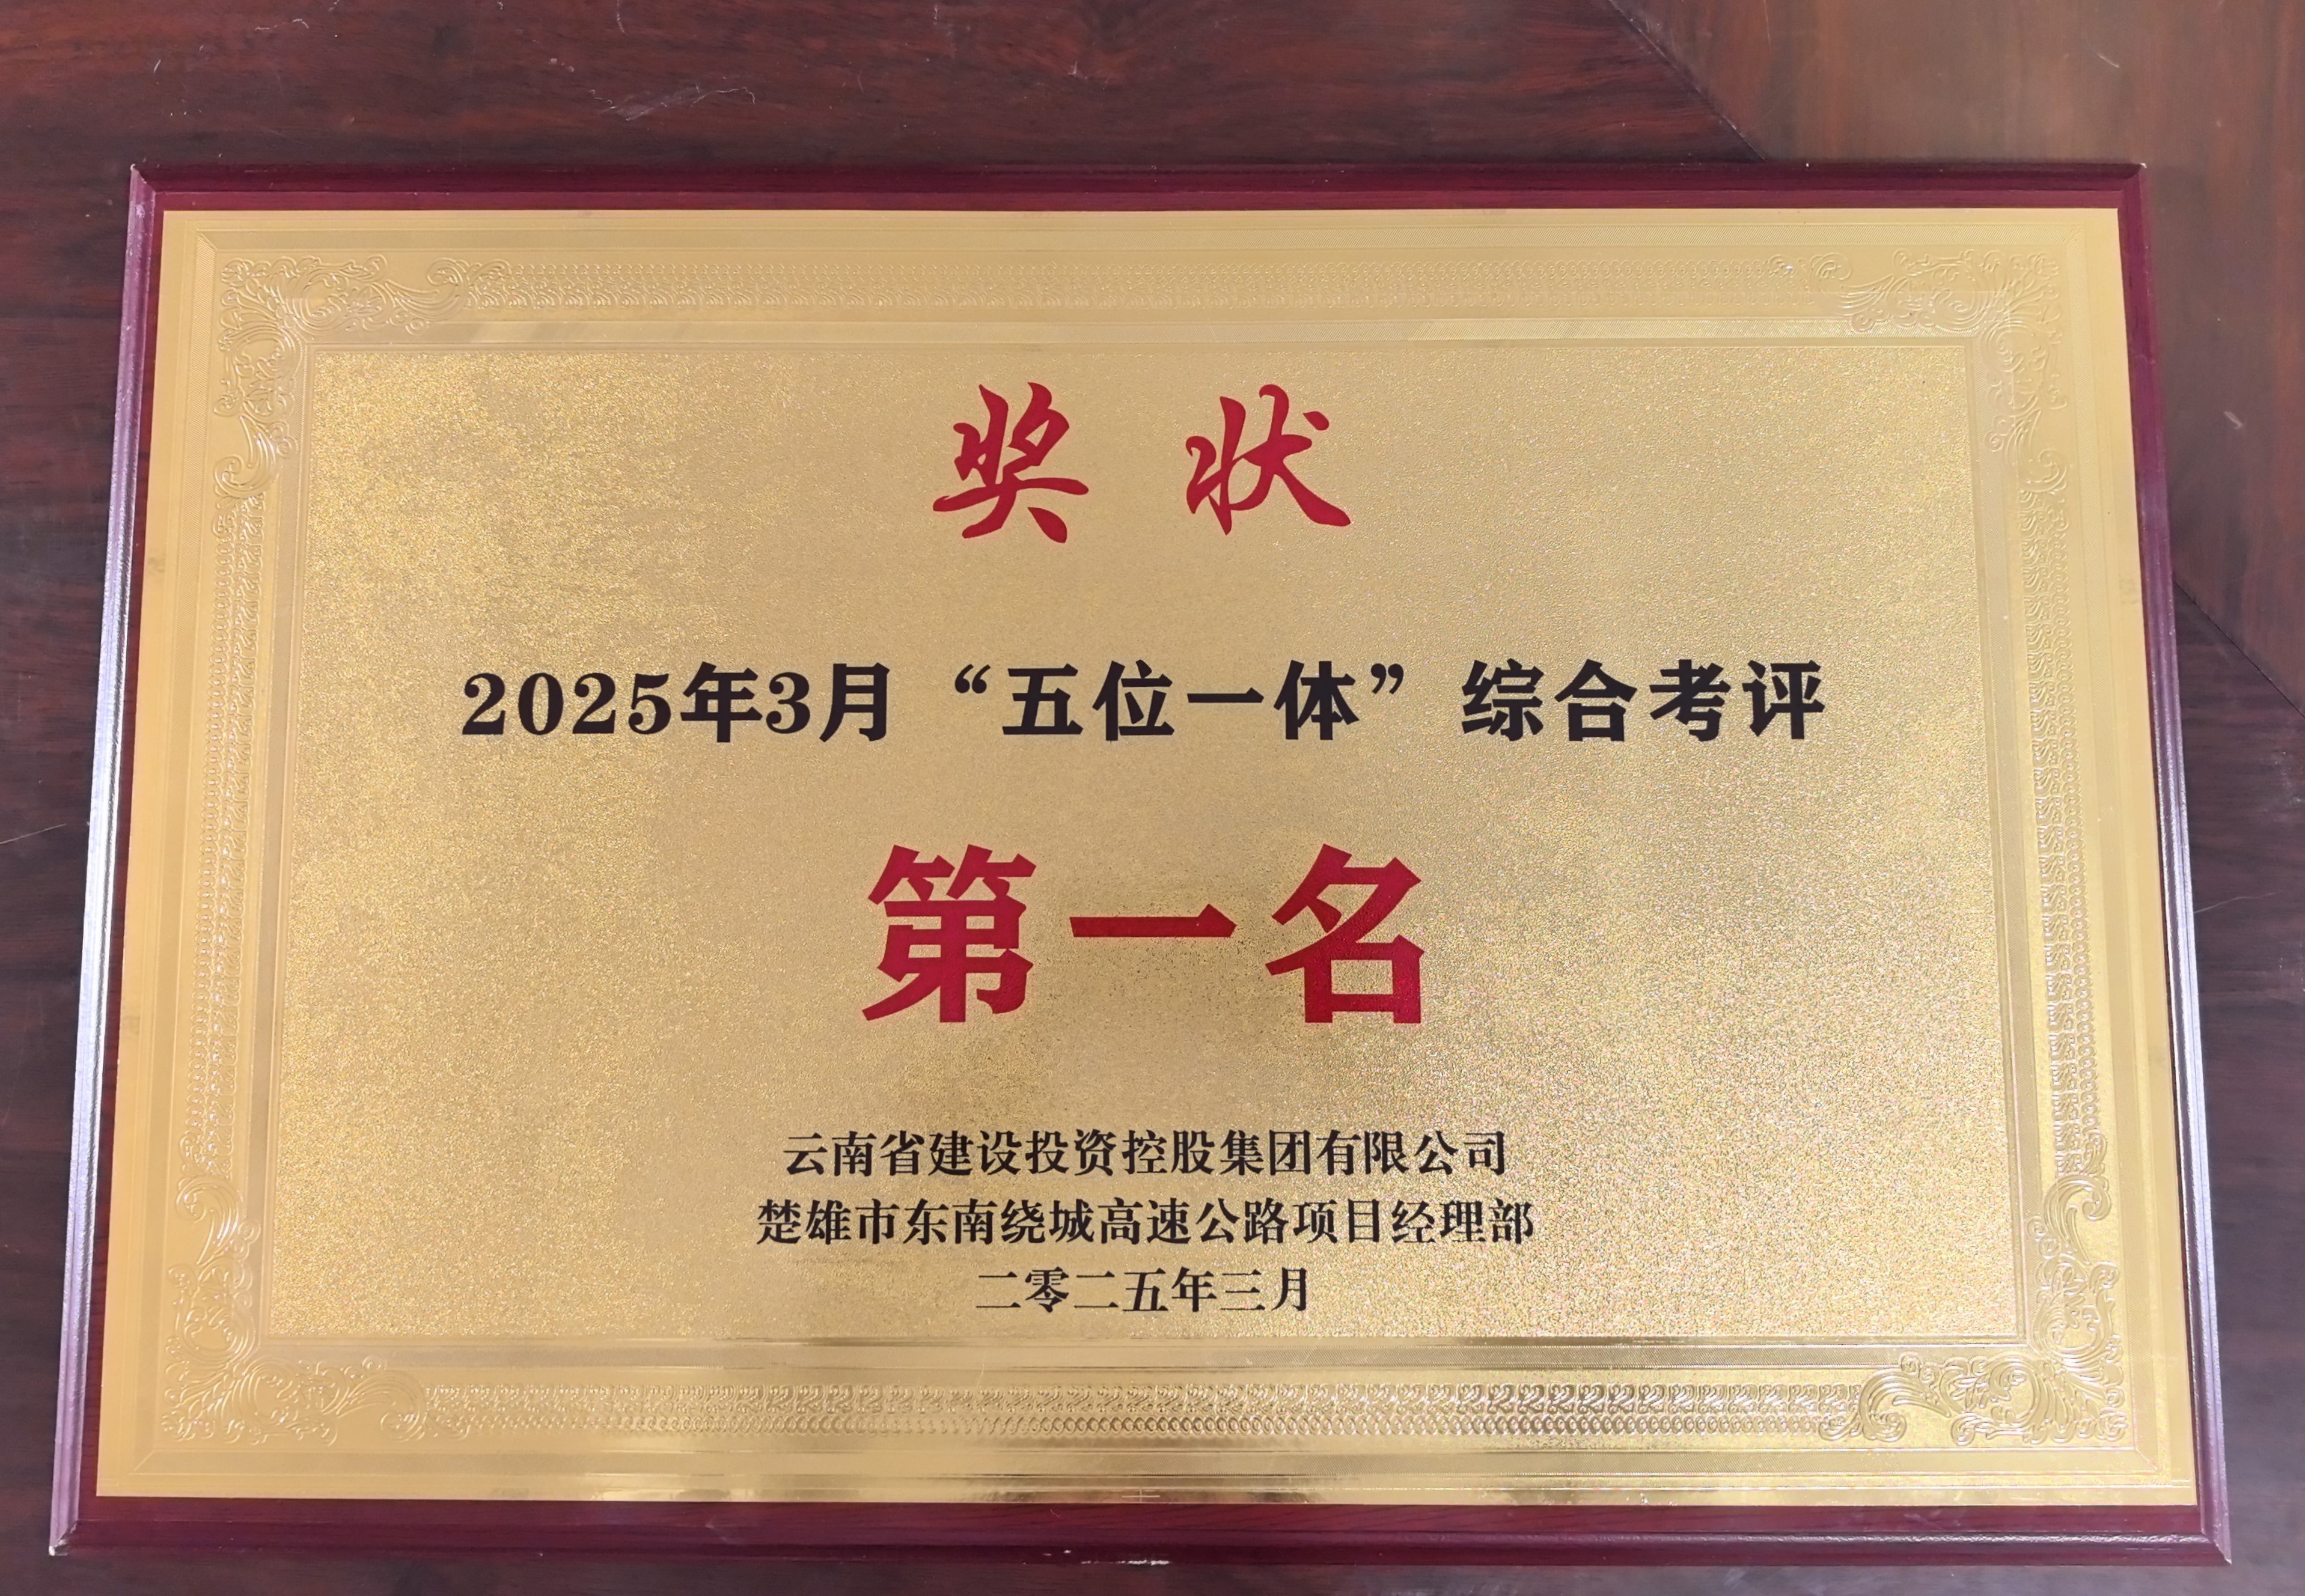 奖状
2025年3月“五位一体”综合考评
第一名
云南省建设投资控股集团有限公司
楚雄市东南绕城高速公路项目经理部
二零二五年三月